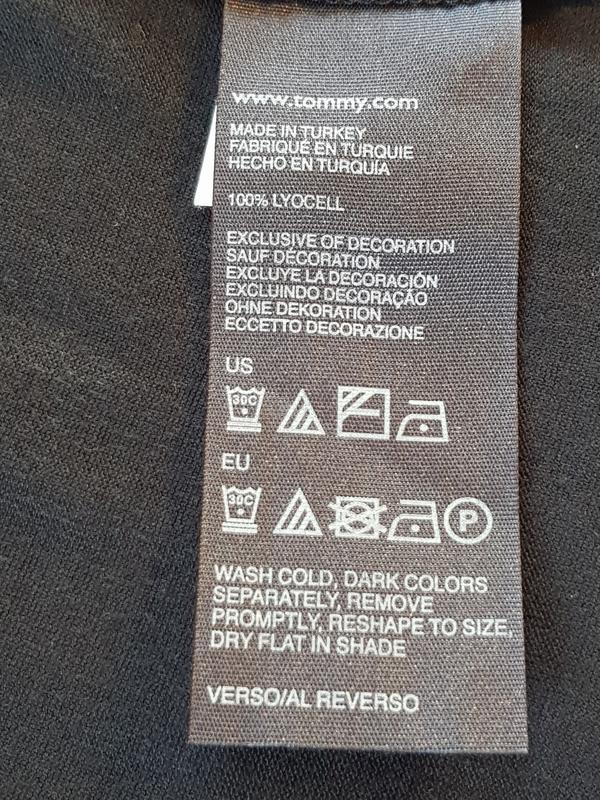 www.tommy.com
MADE IN TURKEY
FABRIQUÉ EN TURQUIE
HECHO EN TURQUÍA
100% LYOCELL
EXCLUSIVE OF DECORATION
SAUF DÉCORATION
EXCLUYE LA DECORACIÓN
EXCLUINDO DECORAÇÃO
OHNE DEKORATION
ECCETTO DECORAZIONE
US
30C
EU
30C P
WASH COLD, DARK COLORS
SEPARATELY, REMOVE
PROMPTLY, RESHAPE TO SIZE,
DRY FLAT IN SHADE
VERSO/AL REVERSO